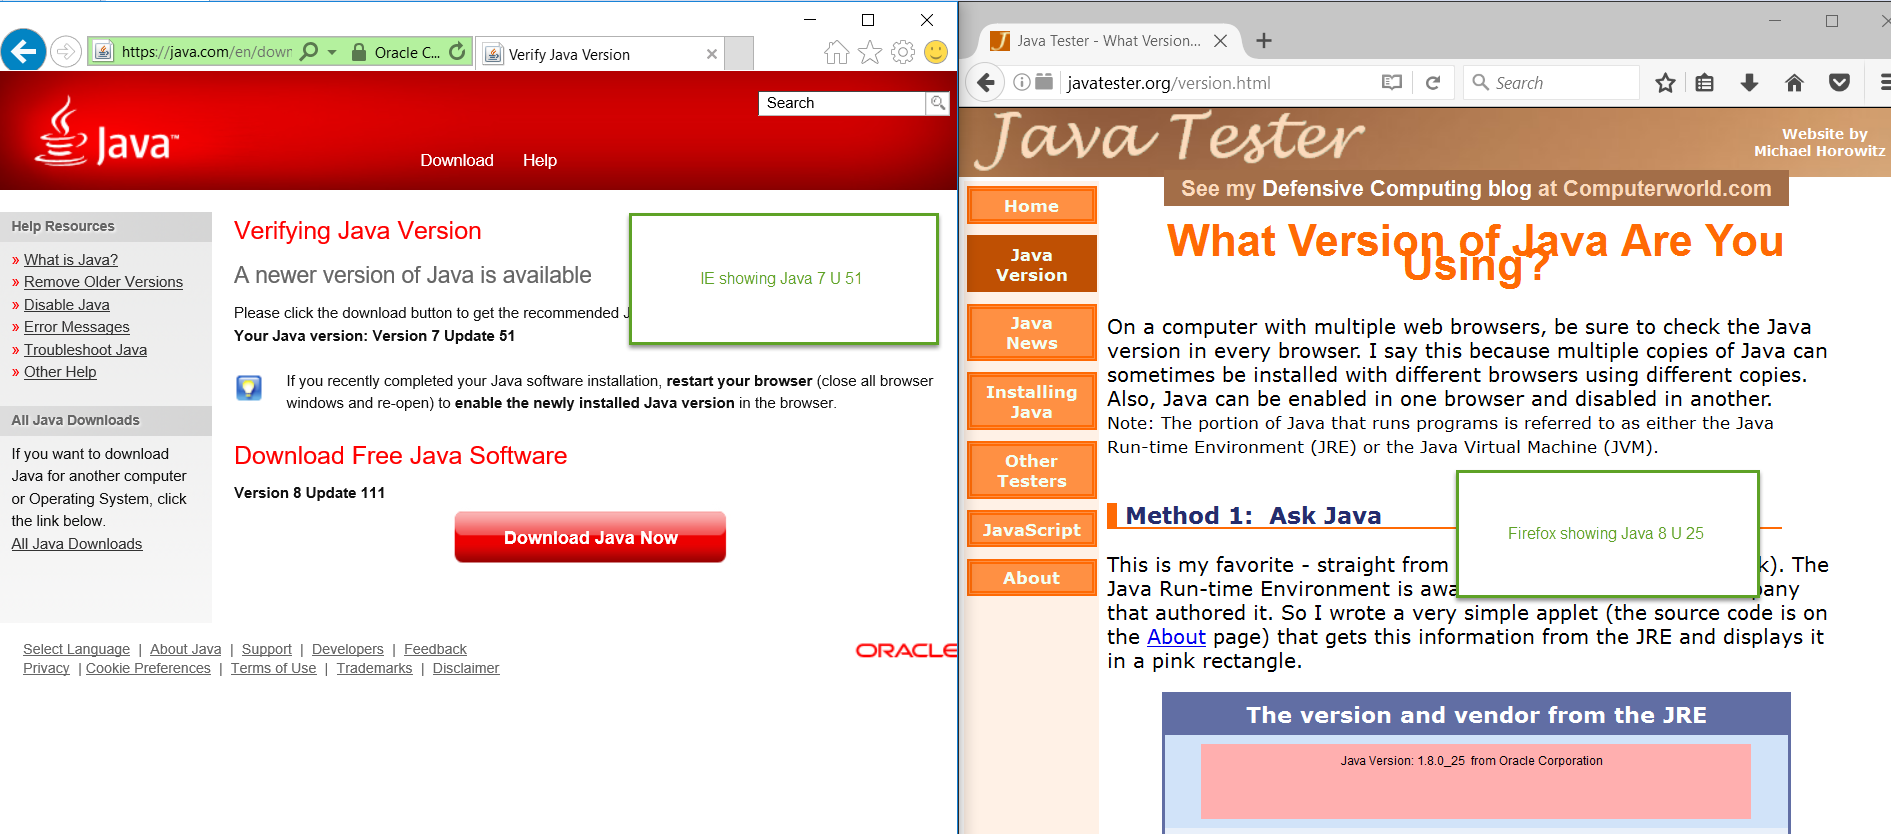 https://java.com/en/down
Oracle C...
Verify Java Version
Java™
Search
Download
Help
Help Resources
» What is Java?
» Remove Older Versions
» Disable Java
» Error Messages
» Troubleshoot Java
» Other Help
All Java Downloads
If you want to download
Java for another computer
or Operating System, click
the link below.
All Java Downloads
Verifying Java Version
A newer version of Java is available
Please click the download button to get the recommended J
Your Java version: Version 7 Update 51
IE showing Java 7 U 51
If you recently completed your Java software installation, restart your browser (close all browser
windows and re-open) to enable the newly installed Java version in the browser.
Download Free Java Software
Version 8 Update 111
Download Java Now
Select Language | About Java | Support | Developers | Feedback
Privacy | Cookie Preferences | Terms of Use | Trademarks | Disclaimer
ORACLE
Java Tester - What Version...
javatester.org/version.html
Search
Java Tester
Website by
Michael Horowitz
See my Defensive Computing blog at Computerworld.com
Home
Java
Version
Java
News
Installing
Java
Other
Testers
JavaScript
About
What Version of Java Are You
Using?
On a computer with multiple web browsers, be sure to check the Java
version in every browser. I say this because multiple copies of Java can
sometimes be installed with different browsers using different copies.
Also, Java can be enabled in one browser and disabled in another.
Note: The portion of Java that runs programs is referred to as either the Java
Run-time Environment (JRE) or the Java Virtual Machine (JVM).
Method 1: Ask Java
Firefox showing Java 8 U 25
This is my favorite - straight from k). The
Java Run-time Environment is awa pany
that authored it. So I wrote a very simple applet (the source code is on
the About page) that gets this information from the JRE and displays it
in a pink rectangle.
The version and vendor from the JRE
Java Version: 1.8.0_25 from Oracle Corporation